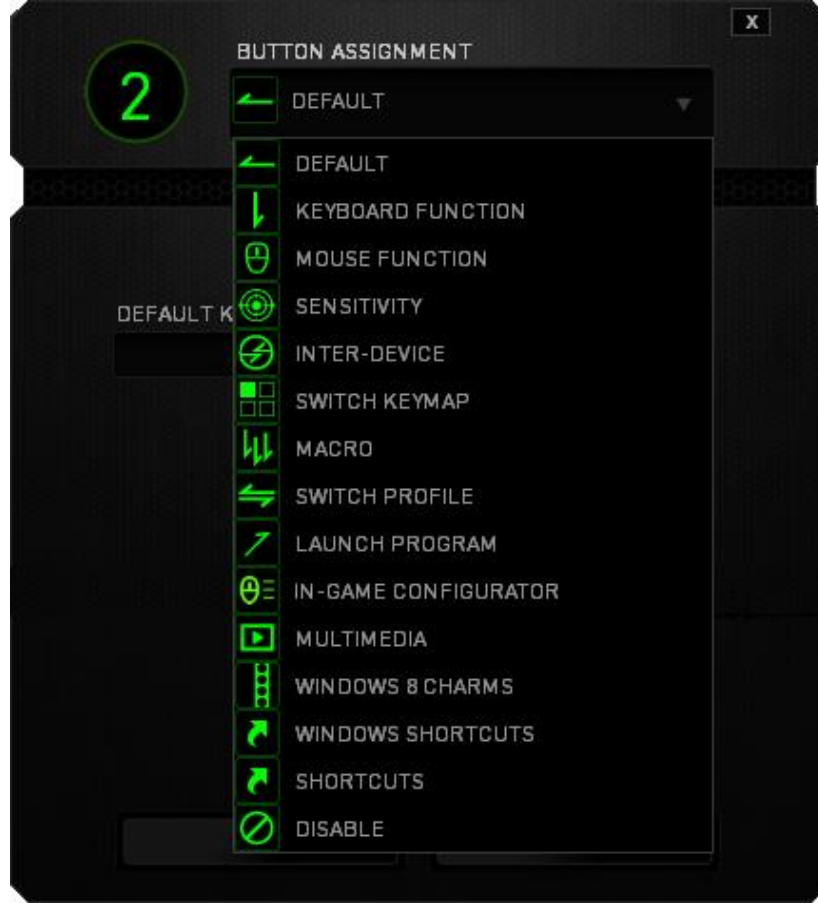 X
BUTTON ASSIGNMENT
2
DEFAULT
DEFAULT
KEYBOARD FUNCTION
MOUSE FUNCTION
SENSITIVITY
DEFAULT K
INTER-DEVICE
SWITCH KEYMAP
MACRO
SWITCH PROFILE
LAUNCH PROGRAM
IN-GAME CONFIGURATOR
MULTIMEDIA
WINDOWS 8 CHARMS
WINDOWS SHORTCUTS
SHORTCUTS
DISABLE